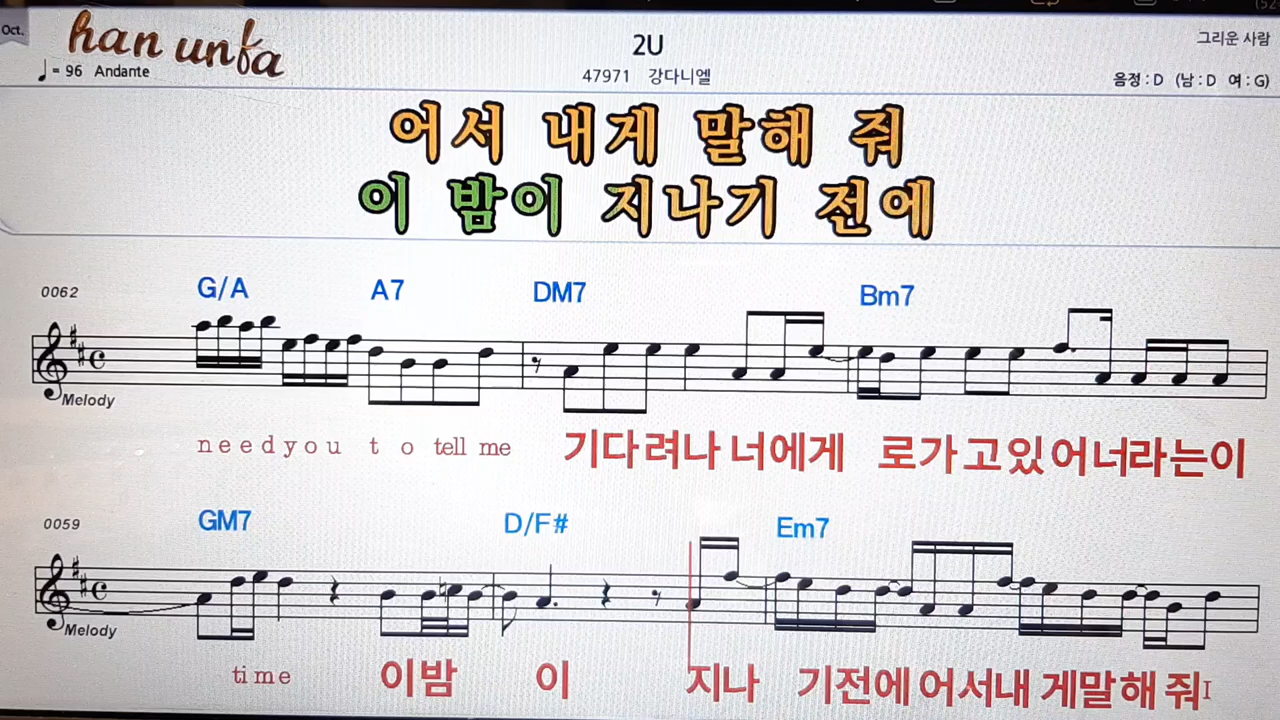 Oct.
han unfa
♩ = 96 Andante
2U
47971 강다니엘
그리운 사람
음정 : D (남 : D 여 : G)
어서 내게 말해 줘
이 밤이 지나기 전에
0062
G/A A7 DM7 Bm7
Melody
n e e d y o u t o tell me 기다려나 너에게 로가고있어너라는이
0059
GM7 D/F# Em7
Melody
time 이밤 이 지나 기전에어서내 게말해줘I